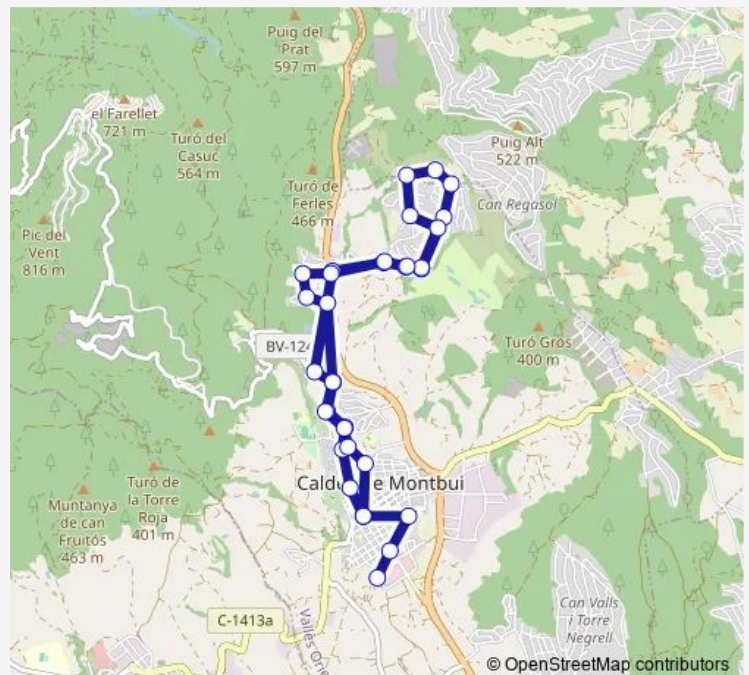 Puig del
Prat
597 m
el Farellet
721 m
Turó del
Casuc
564 m
Puig Alt
522 m
Turó de
Ferles
466 m
Can Regasol
Pic del
Vent
816 m
BV-124
Turó Gros
400 m
Caldes de Montbui
Turó de
la Torre
Roja
401 m
Muntanya
de can
Fruitós
463 m
C-1413a
Vallès Orie
Can Valls
i Torre
Negrell
© OpenStreetMap contributors